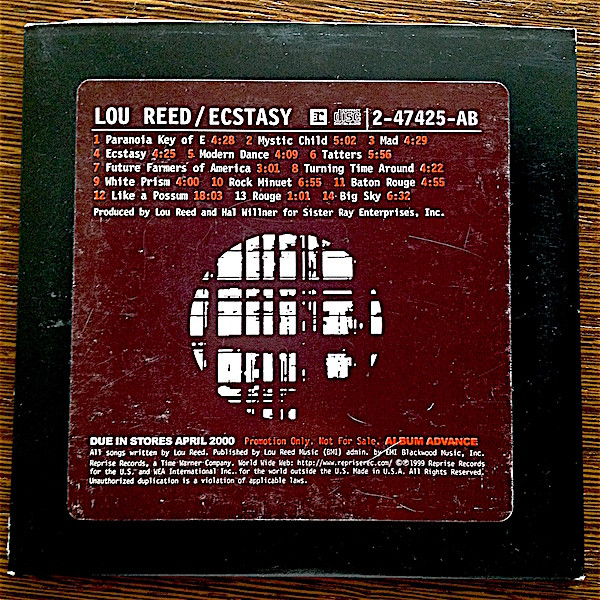 LOU REED/ECSTASY R disc 2-47425-AB
1 Paranoia Key of E 4:28 2 Mystic Child 5:02 3 Mad 4:29
4 Ecstasy 4:25 5 Modern Dance 4:09 6 Tatters 5:56
7 Future Farmers of America 3:01 8 Turning Time Around 4:22
9 White Prism 4:00 10 Rock Minuet 6:55 11 Baton Rouge 4:55
12 Like a Possum 18:03 13 Rouge 1:01 14 Big Sky 6:32
Produced by Lou Reed and Hal Willner for Sister Ray Enterprises, Inc.
DUE IN STORES APRIL 2000 Promotion Only. Not For Sale. ALBUM ADVANCE
All songs written by Lou Reed. Published by Lou Reed Music (BMI) admin. by EMI Blackwood Music, Inc.
Reprise Records, a Time Warner Company. World Wide Web: http://www.repriserec.com/ ©℗1999 Reprise Records
for the U.S. and WEA International Inc. for the world outside the U.S. Made in U.S.A. All Rights Reserved.
Unauthorized duplication is a violation of applicable laws.